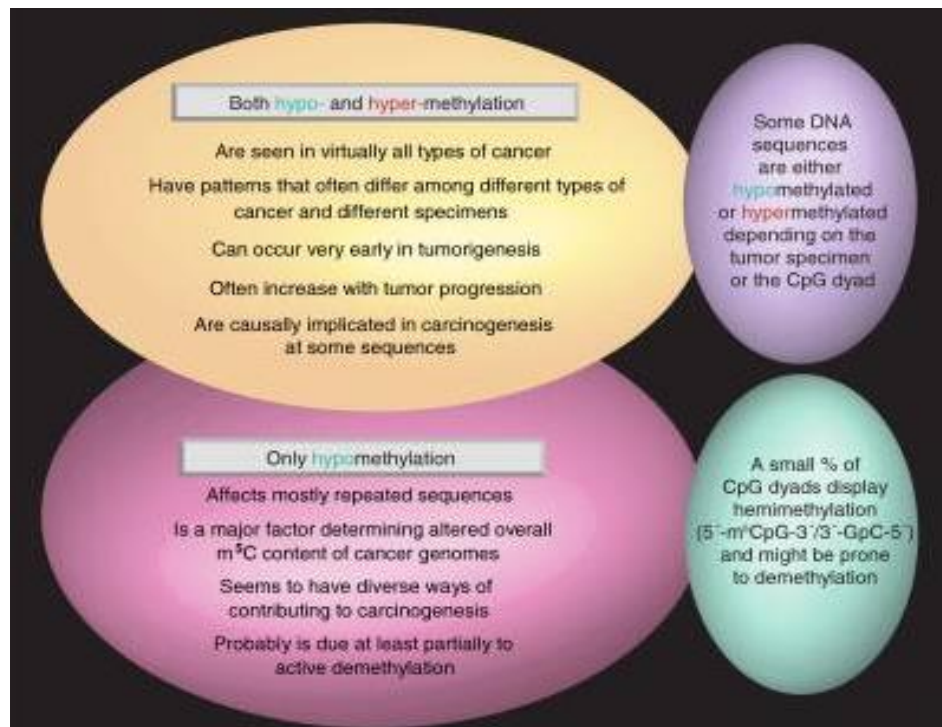 Both hypo- and hyper-methylation
Are seen in virtually all types of cancer
Have patterns that often differ among different types of
cancer and different specimens
Can occur very early in tumorigenesis
Often increase with tumor progression
Are causally implicated in carcinogenesis
at some sequences
Only hypomethylation
Affects mostly repeated sequences
Is a major factor determining altered overall
m⁵C content of cancer genomes
Seems to have diverse ways of
contributing to carcinogenesis
Probably is due at least partially to
active demethylation
Some DNA
sequences
are either
hypomethylated
or hypermethylated
depending on the
tumor specimen
or the CpG dyad
A small % of
CpG dyads display
hemimethylation
(5´-m⁵CpG-3´/3´-GpC-5´)
and might be prone
to demethylation